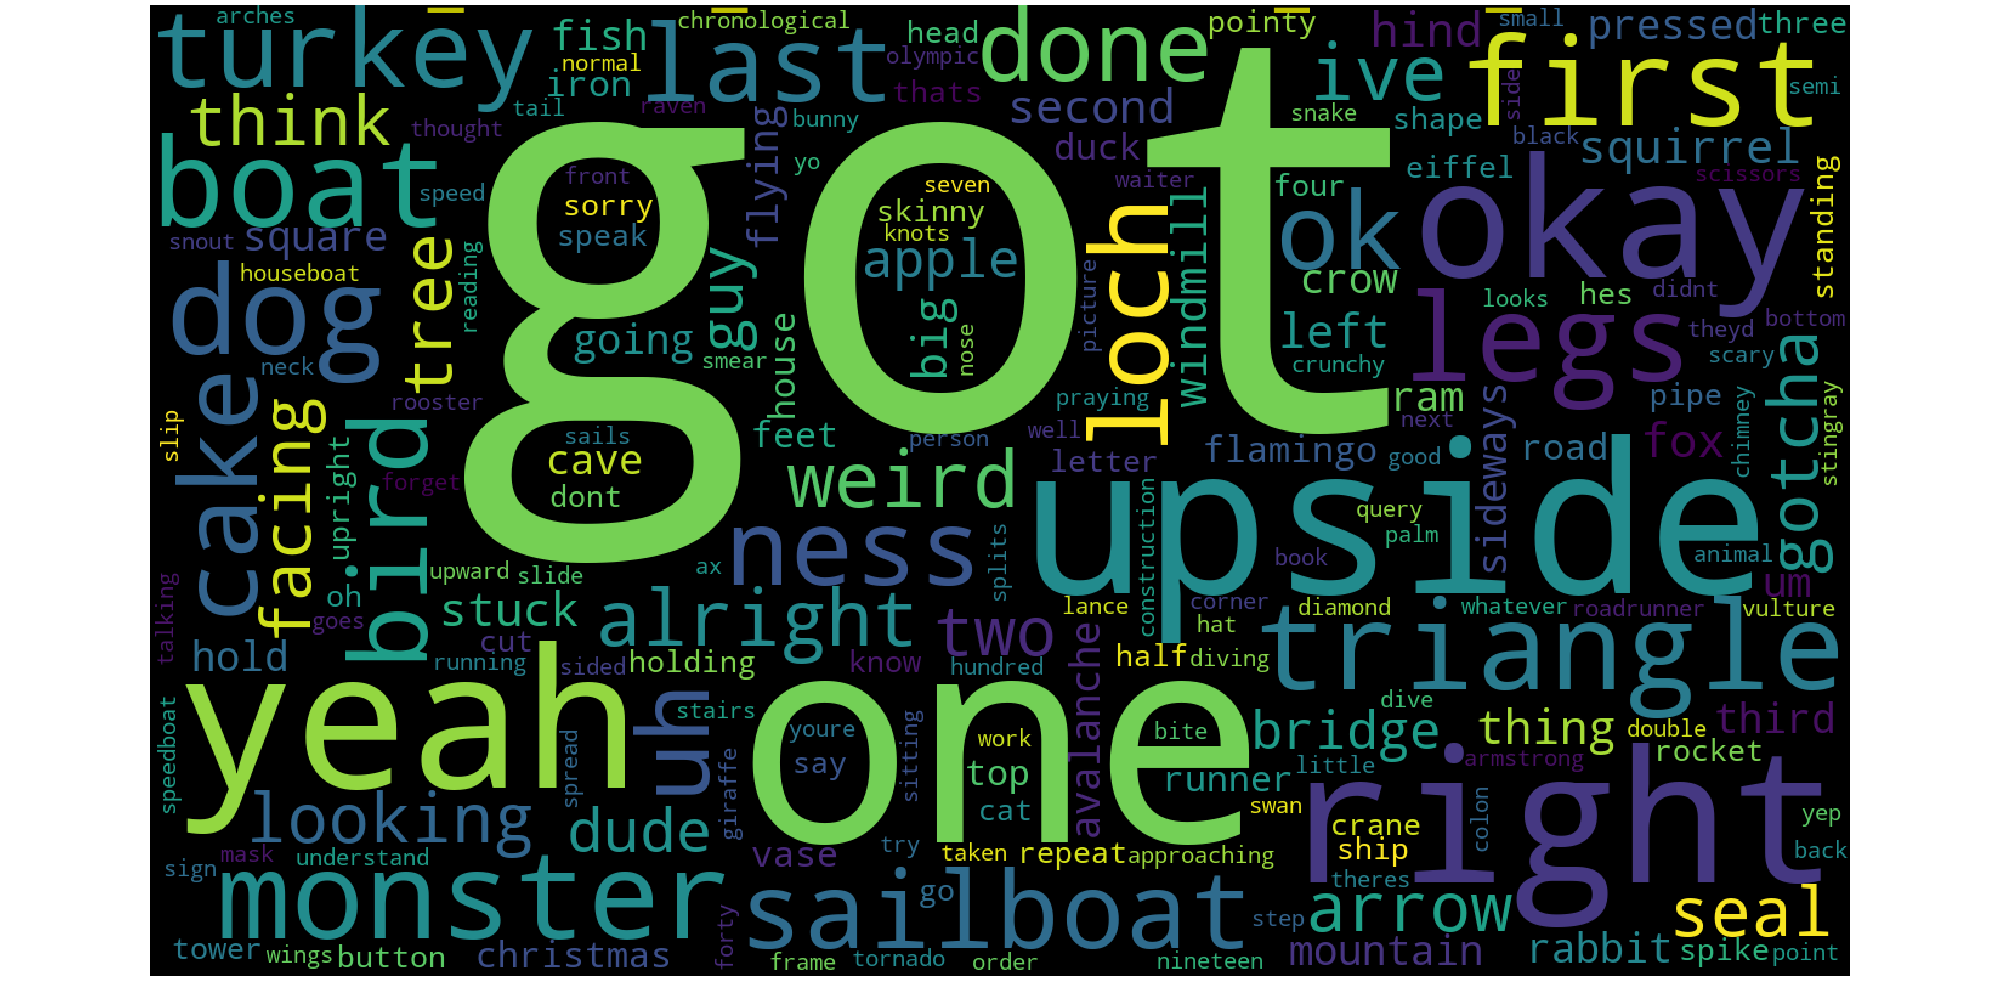 arches
chronological
pointy
small
turkey
fish
last
head
done
hind
pressed
three
normal
olympic
ive
first
iron
thats
second
side
semi
think
tail
raven
bunny
snake
shape
thought
flying
duck
black
squirrel
boat
got
yo
waiter
eiffel
scissors
speed
front
seven
four
okay
standing
sorry
skinny
loch
ok
snout
square
speak
knots
windmill
houseboat
tree
reading
guy
apple
picture
crow
looks
hes
didnt
dog
going
big
left
legs
theyd
bottom
neck
smear
house
nose
crunchy
scary
gotcha
cake
rooster
praying
ram
pipe
slip
facing
bird
upright
sails
feet
person
well
next
sideways
road
fox
chimney
stingray
cave
weird
letter
flamingo
good
forget
dont
upside
query
construction
palm
ness
splits
book
animal
upward
slide
ax
um
oh
stuck
alright
two
lance
corner
diamond
whatever
roadrunner
vulture
talking
goes
hat
triangle
hold
cut
running
sided
holding
know
hundred
avalanche
half
diving
yeah
uh
one
stairs
dive
speedboat
spread
giraffe
youre
sitting
work
bite
bridge
thing
double
third
say
top
runner
little
armstrong
rocket
looking
dude
cat
swan
right
colon
yep
crane
mask
understand
vase
try
taken
repeat
approaching
ship
back
sign
monster
sailboat
go
theres
arrow
seal
forty
step
tower
wings
button
christmas
frame
tornado
order
nineteen
mountain
rabbit
spike
point